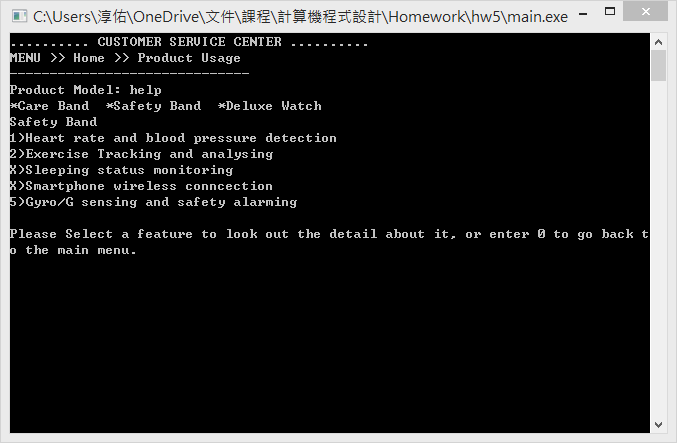 C:\Users\淳佑\OneDrive\文件\課程\計算機程式設計\Homework\hw5\main.exe
.......... CUSTOMER SERVICE CENTER ..........
MENU >> Home >> Product Usage
------------------------------
Product Model: help
*Care Band  *Safety Band  *Deluxe Watch
Safety Band
1)Heart rate and blood pressure detection
2)Exercise Tracking and analysing
X)Sleeping status monitoring
X)Smartphone wireless conncection
5)Gyro/G sensing and safety alarming
Please Select a feature to look out the detail about it, or enter 0 to go back t
o the main menu.